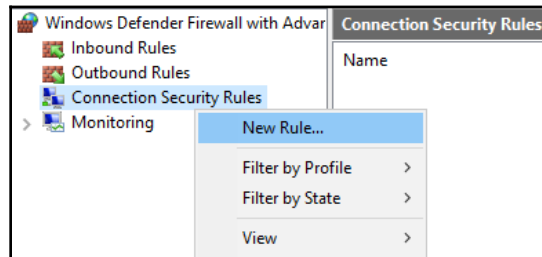 Windows Defender Firewall with Advar
Connection Security Rules
Inbound Rules
Name
Outbound Rules
Connection Security Rules
Monitoring
New Rule...
Filter by Profile
Filter by State
View